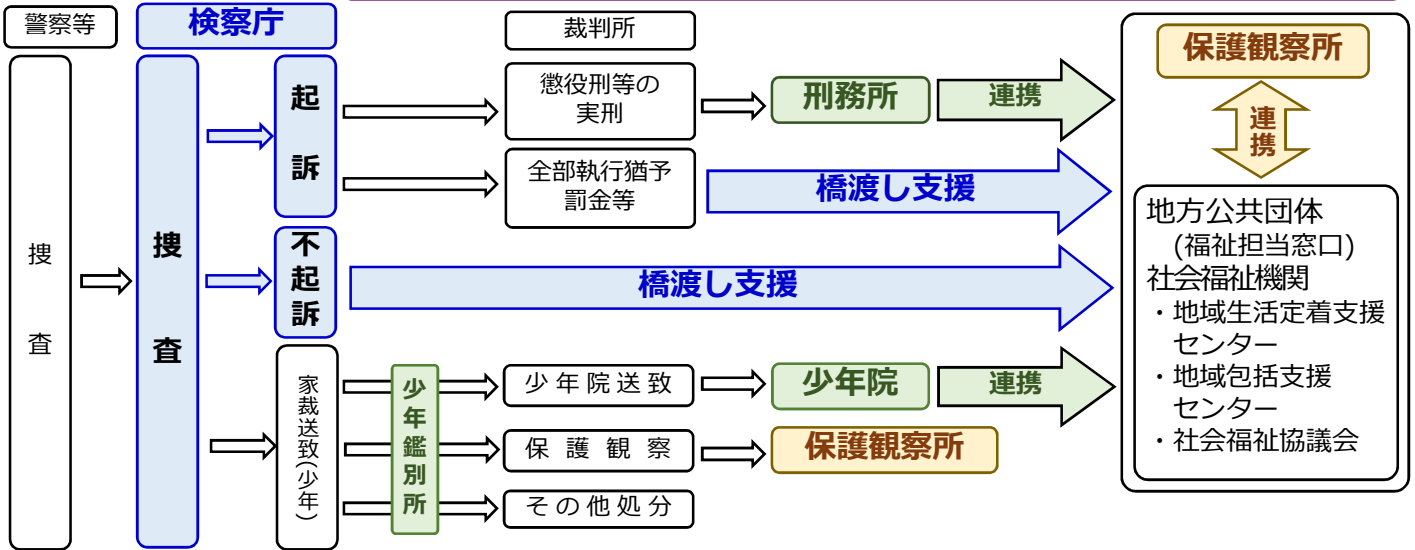 警察等
検察庁
裁判所
捜査
捜査
起訴
不起訴
家裁送致(少年)
懲役刑等の
実刑
刑務所
連携
全部執行猶予
罰金等
橋渡し支援
橋渡し支援
少年鑑別所
少年院送致
少年院
連携
保護観察
保護観察所
その他処分
保護観察所
連携
地方公共団体
(福祉担当窓口)
社会福祉機関
・地域生活定着支援
センター
・地域包括支援
センター
・社会福祉協議会